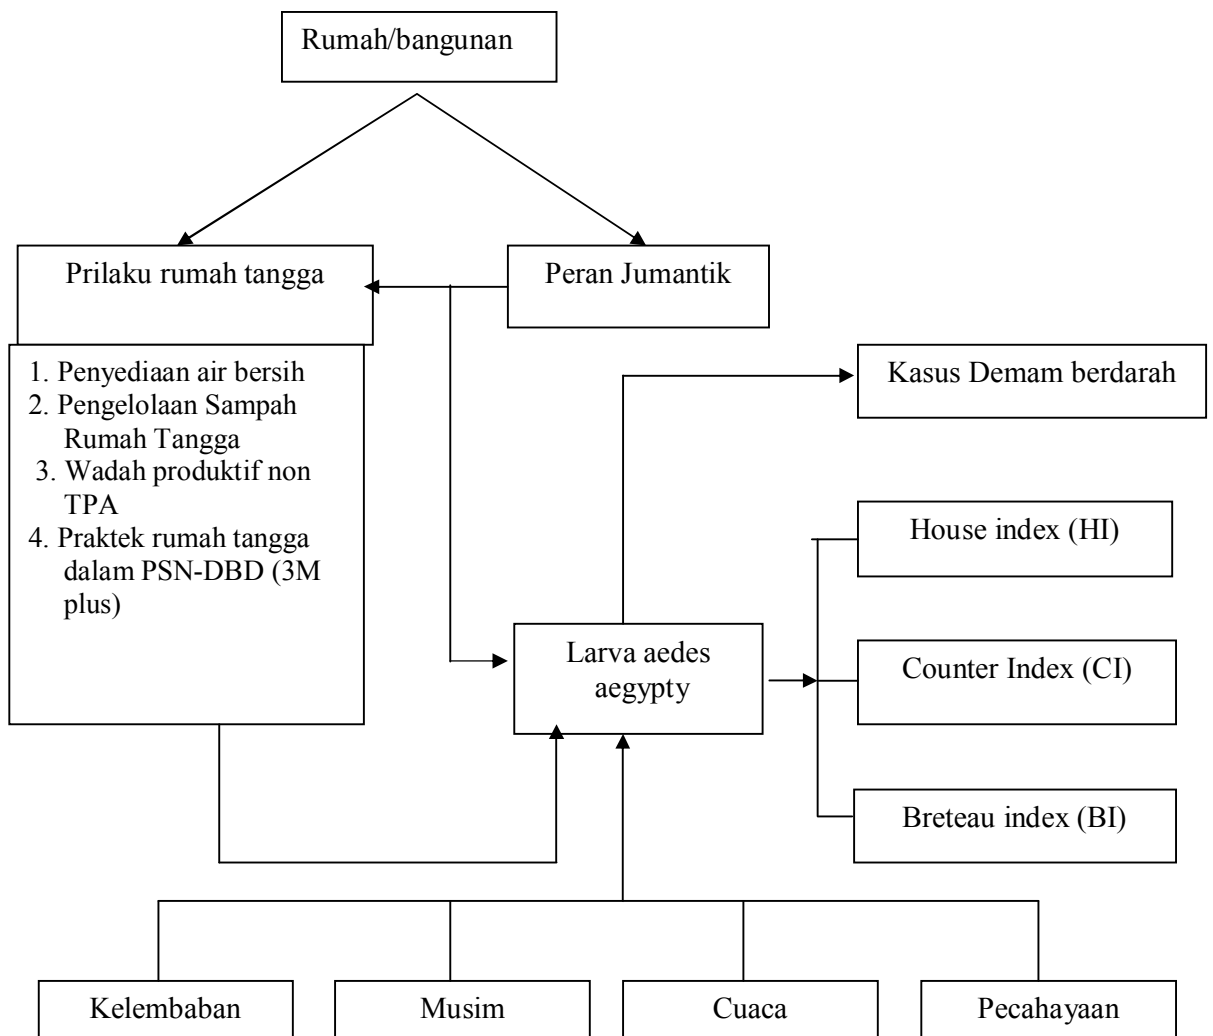 Rumah/bangunan
Prilaku rumah tangga
Peran Jumantik
1. Penyediaan air bersih
2. Pengelolaan Sampah
Rumah Tangga
3. Wadah produktif non
TPA
4. Praktek rumah tangga
dalam PSN-DBD (3M
plus)
Kasus Demam berdarah
House index (HI)
Larva aedes
aegypty
Counter Index (CI)
Breteau index (BI)
Kelembaban
Musim
Cuaca
Pecahayaan